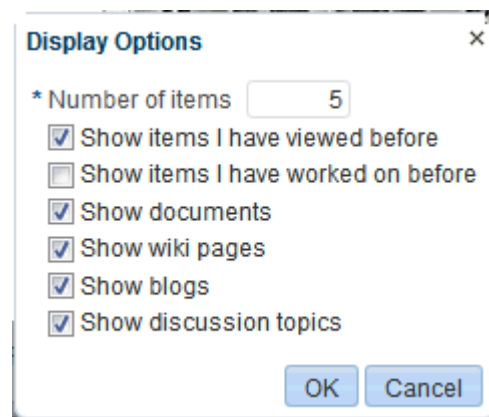 Display Options
* Number of items 5
Show items I have viewed before
Show items I have worked on before
Show documents
Show wiki pages
Show blogs
Show discussion topics
OK Cancel